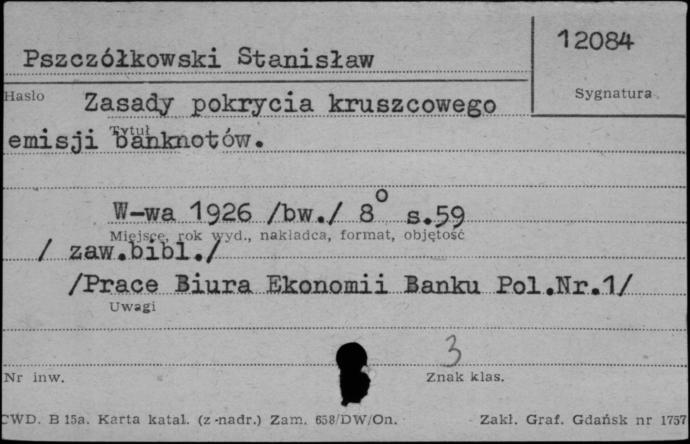 12084
Pszczółkowski Stanisław
Hasło
Sygnatura
Zasady pokrycia kruszcowego
Tytuł
emisji banknotów.
W-wa 1926 /bw./ 8° s.59
Miejsce, rok wyd., nakładca, format, objętość
/ zaw.bibl./
/Prace Biura Ekonomii Banku Pol.Nr.1/
Uwagi
3
Nr inw.
Znak klas.
CWD. B 15a. Karta katal. (z-nadr.) Zam. 658/DW/On.
Zakł. Graf. Gdańsk nr 1757